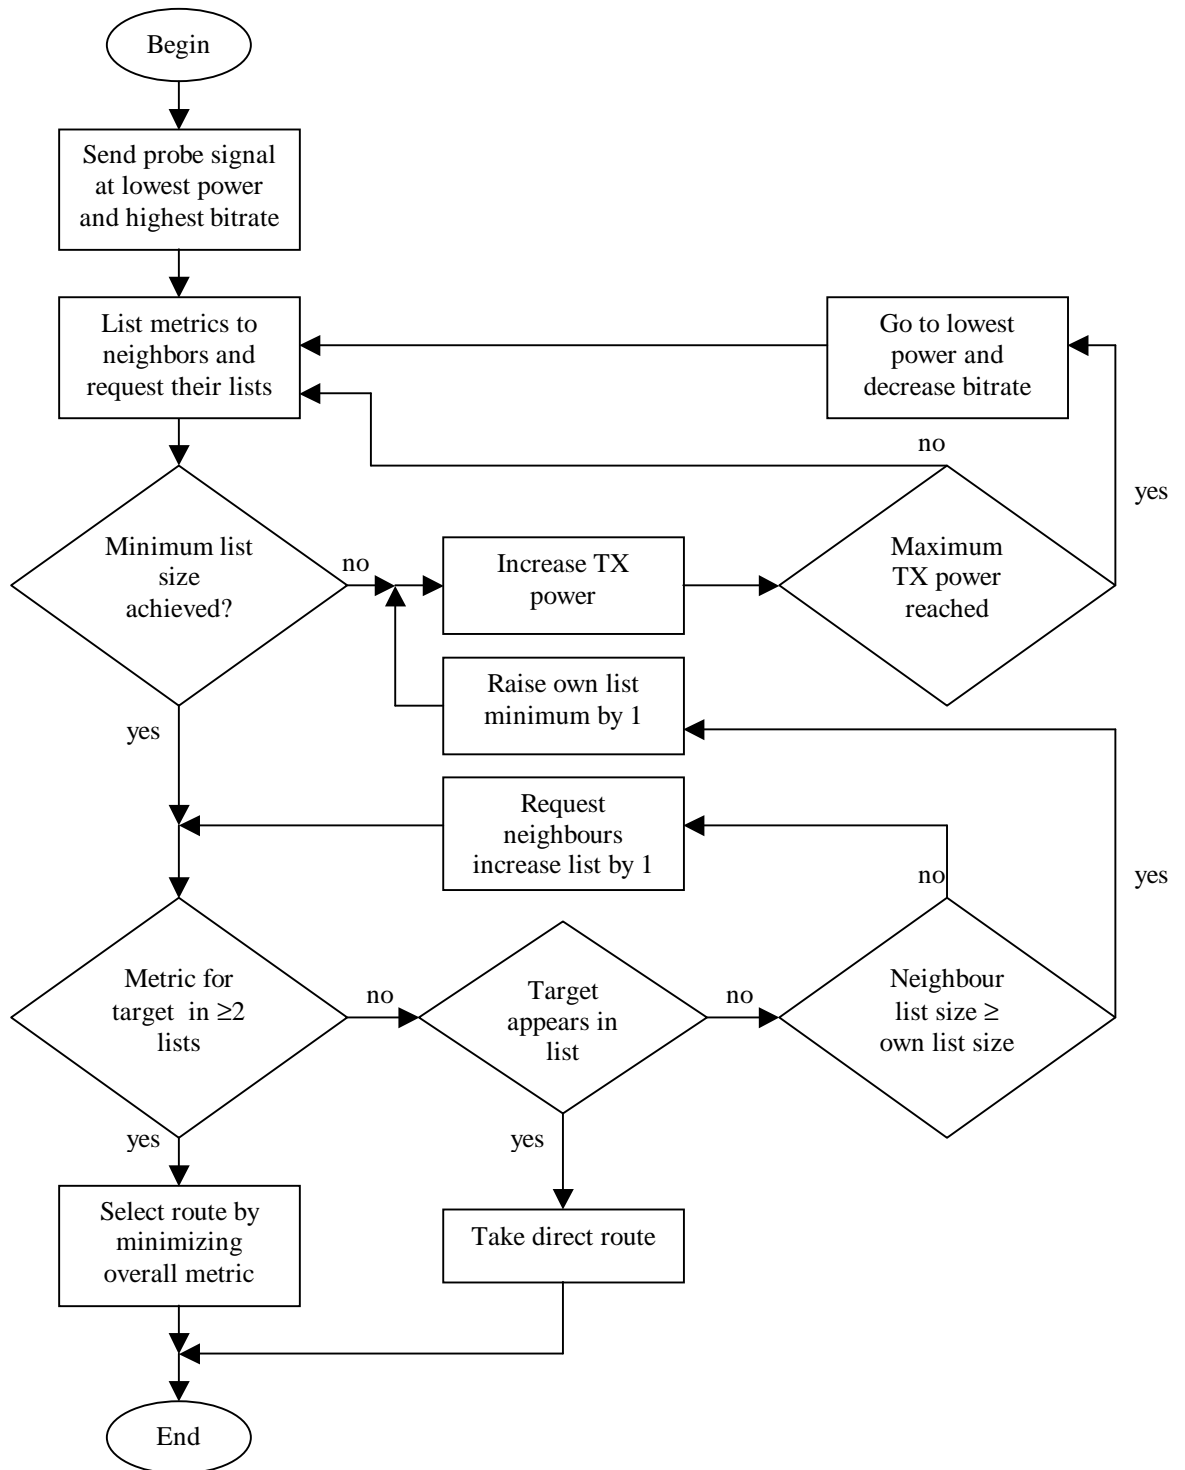 Begin
Send probe signal
at lowest power
and highest bitrate
List metrics to
neighbors and
request their lists
Go to lowest
power and
decrease bitrate
no
yes
Minimum list
size
achieved?
no
Increase TX
power
Maximum
TX power
reached
Raise own list
minimum by 1
yes
Request
neighbours
increase list by 1
no
yes
Metric for
target in ≥2
lists
no
Target
appears in
list
no
Neighbour
list size ≥
own list size
yes
yes
Select route by
minimizing
overall metric
Take direct route
End